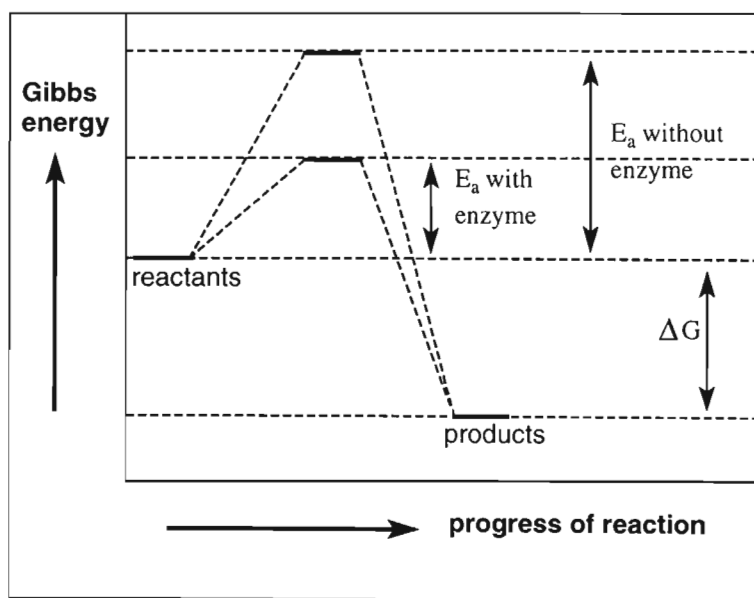 Gibbs
energy
Eₐ without
enzyme
Eₐ with
enzyme
reactants
ΔG
products
progress of reaction